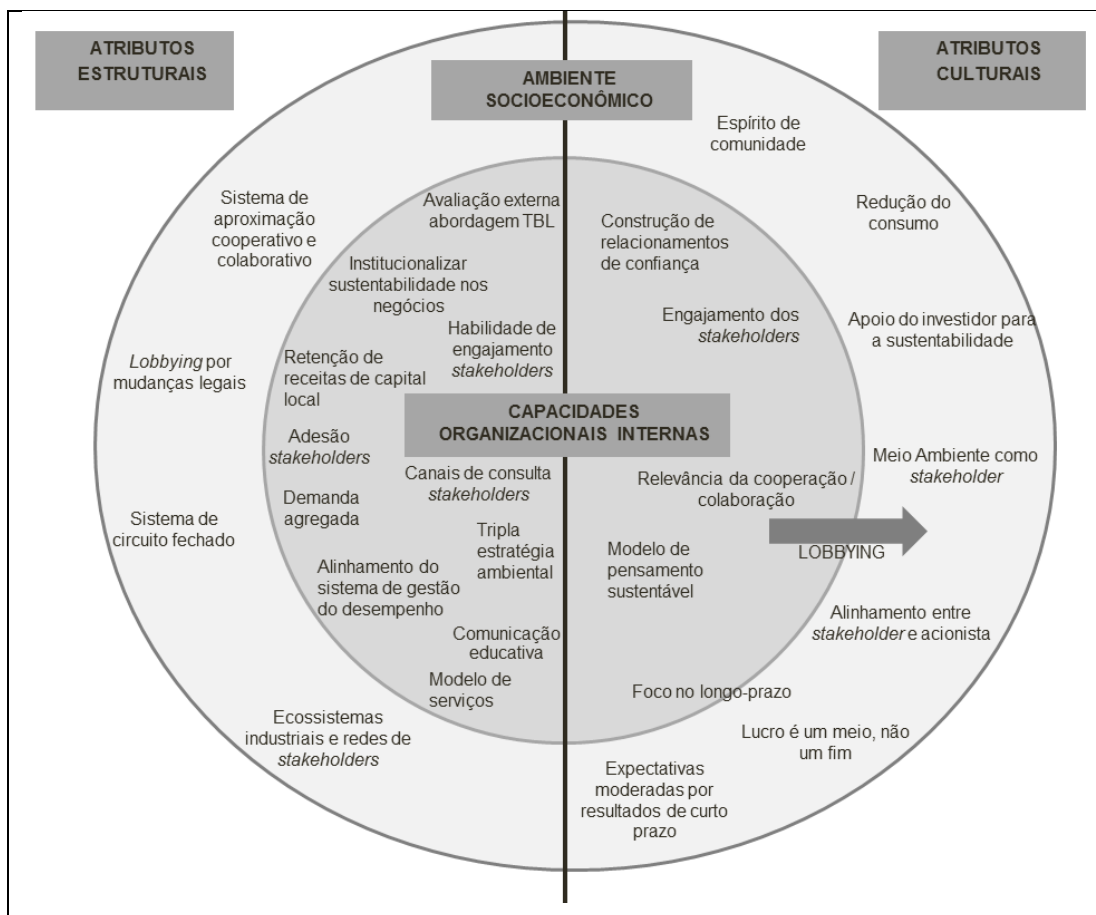 ATRIBUTOS
ESTRUTURAIS
AMBIENTE
SOCIOECONÔMICO
ATRIBUTOS
CULTURAIS
Sistema de
aproximação
cooperativo e
colaborativo
Lobbying por
mudanças legais
Sistema de
circuito fechado
Ecossistemas
industriais e redes de
stakeholders
Avaliação externa
abordagem TBL
Institucionalizar
sustentabilidade nos
negócios
Habilidade de
engajamento
stakeholders
Retenção de
receitas de capital
local
CAPACIDADES
ORGANIZACIONAIS INTERNAS
Adesão
stakeholders
Canais de consulta
stakeholders
Demanda
agregada
Tripla
estratégia
ambiental
Alinhamento do
sistema de gestão
do desempenho
Comunicação
educativa
Modelo de
serviços
Construção de
relacionamentos
de confiança
Engajamento dos
stakeholders
Relevância da cooperação /
colaboração
LOBBYING
Modelo de
pensamento
sustentável
Foco no longo-prazo
Espírito de
comunidade
Redução do
consumo
Apoio do investidor para
a sustentabilidade
Meio Ambiente como
stakeholder
Alinhamento entre
stakeholder e acionista
Lucro é um meio, não
um fim
Expectativas
moderadas por
resultados de curto
prazo